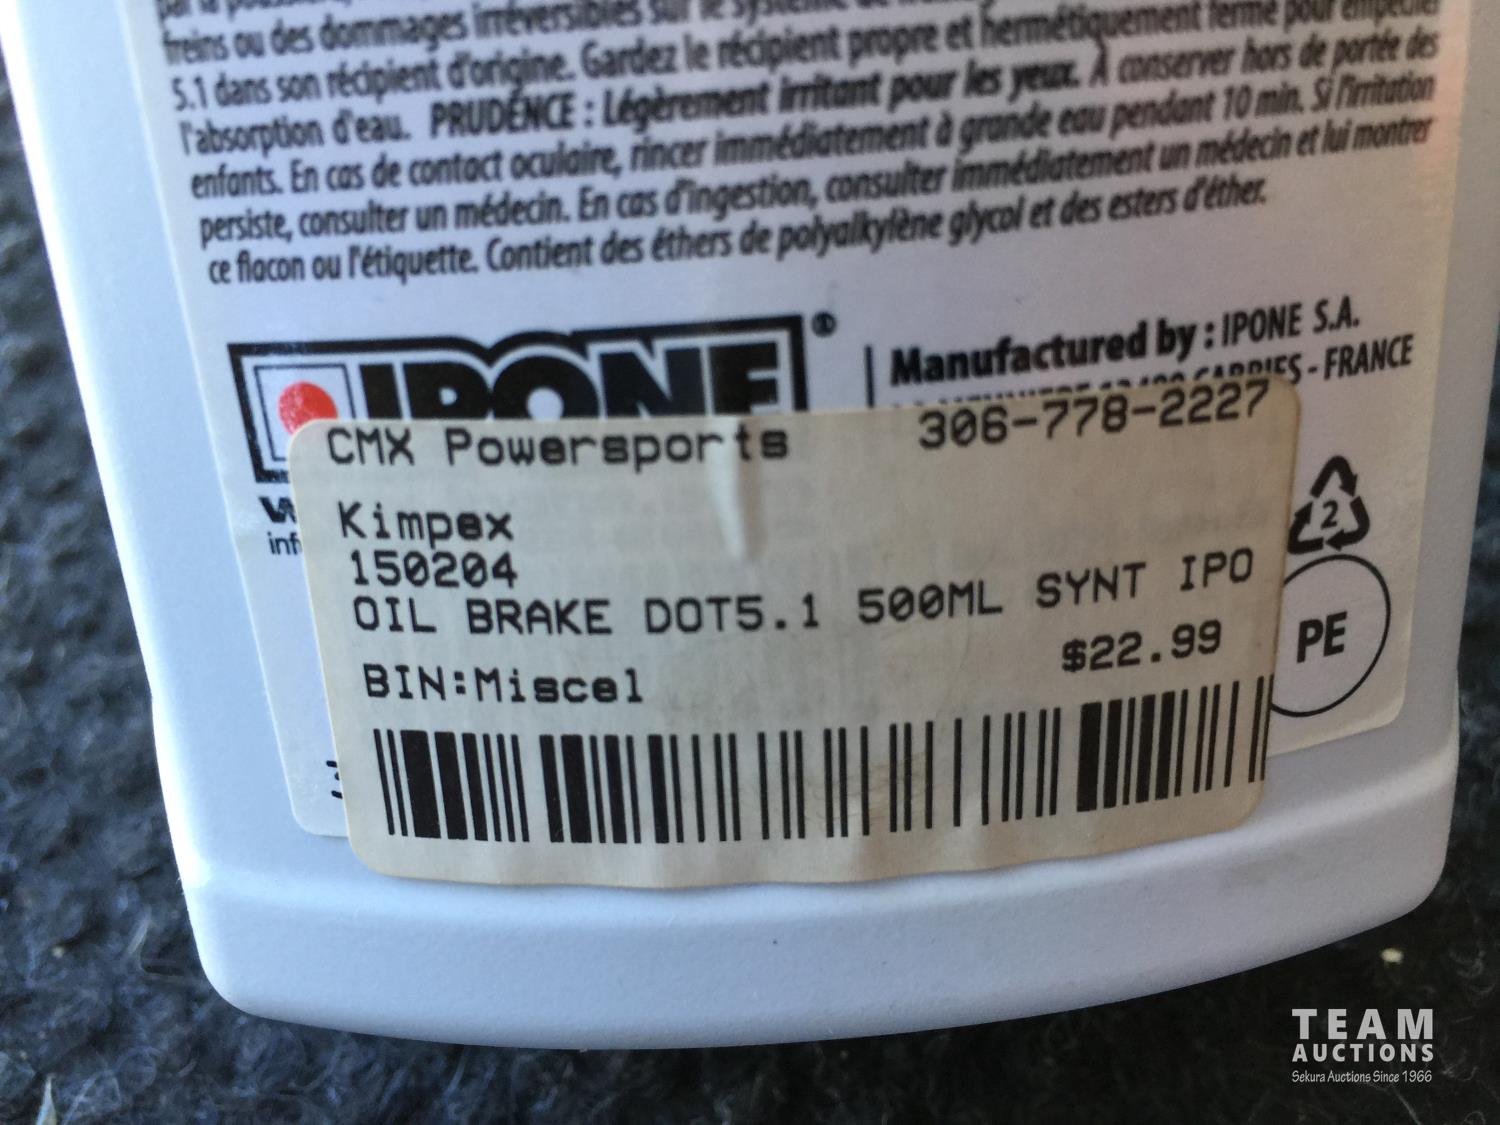 freins ou des dommages irréversibles sur le système de
5.1 dans son récipient d'origine. Gardez le récipient propre et hermétiquement fermé pour empêcher
l'absorption d'eau. PRUDENCE : Légèrement irritant pour les yeux. À conserver hors de portée des
enfants. En cas de contact oculaire, rincer immédiatement à grande eau pendant 10 min. Si l'irritation
persiste, consulter un médecin. En cas d'ingestion, consulter immédiatement un médecin et lui montrer
ce flacon ou l'étiquette. Contient des éthers de polyalkylène glycol et des esters d'éther.
IPONE®
Manufactured by : IPONE S.A.
- FRANCE
CMX Powersports 306-778-2227
Kimpex
150204
OIL BRAKE DOT5.1 500ML SYNT IPO
$22.99
BIN:Miscel
2
PE
TEAM
AUCTIONS
Sekura Auctions Since 1966